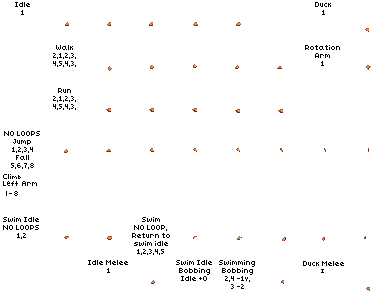 Idle
1
Duck
1
Walk
2,1,2,3,
4,5,4,3,
Rotation
Arm
1
Run
2,1,2,3,
4,5,4,3,
NO LOOPS
Jump
1,2,3,4
Fall
5,6,7,8
Climb
Left Arm
1-8
Swim Idle
NO LOOPS
1,2
Swim
NO LOOP,
Return to
swim idle
1,2,3,4,5
Idle Melee
1
Swim Idle
Bobbing
Idle +0
Swimming
Bobbing
2,4 -1y,
3 -2
Duck Melee
1